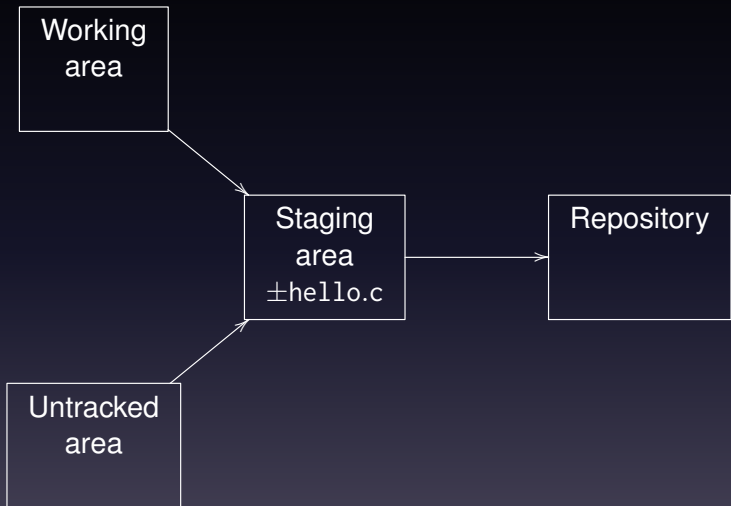 Working
area
Staging
area
±hello.c
Repository
Untracked
area